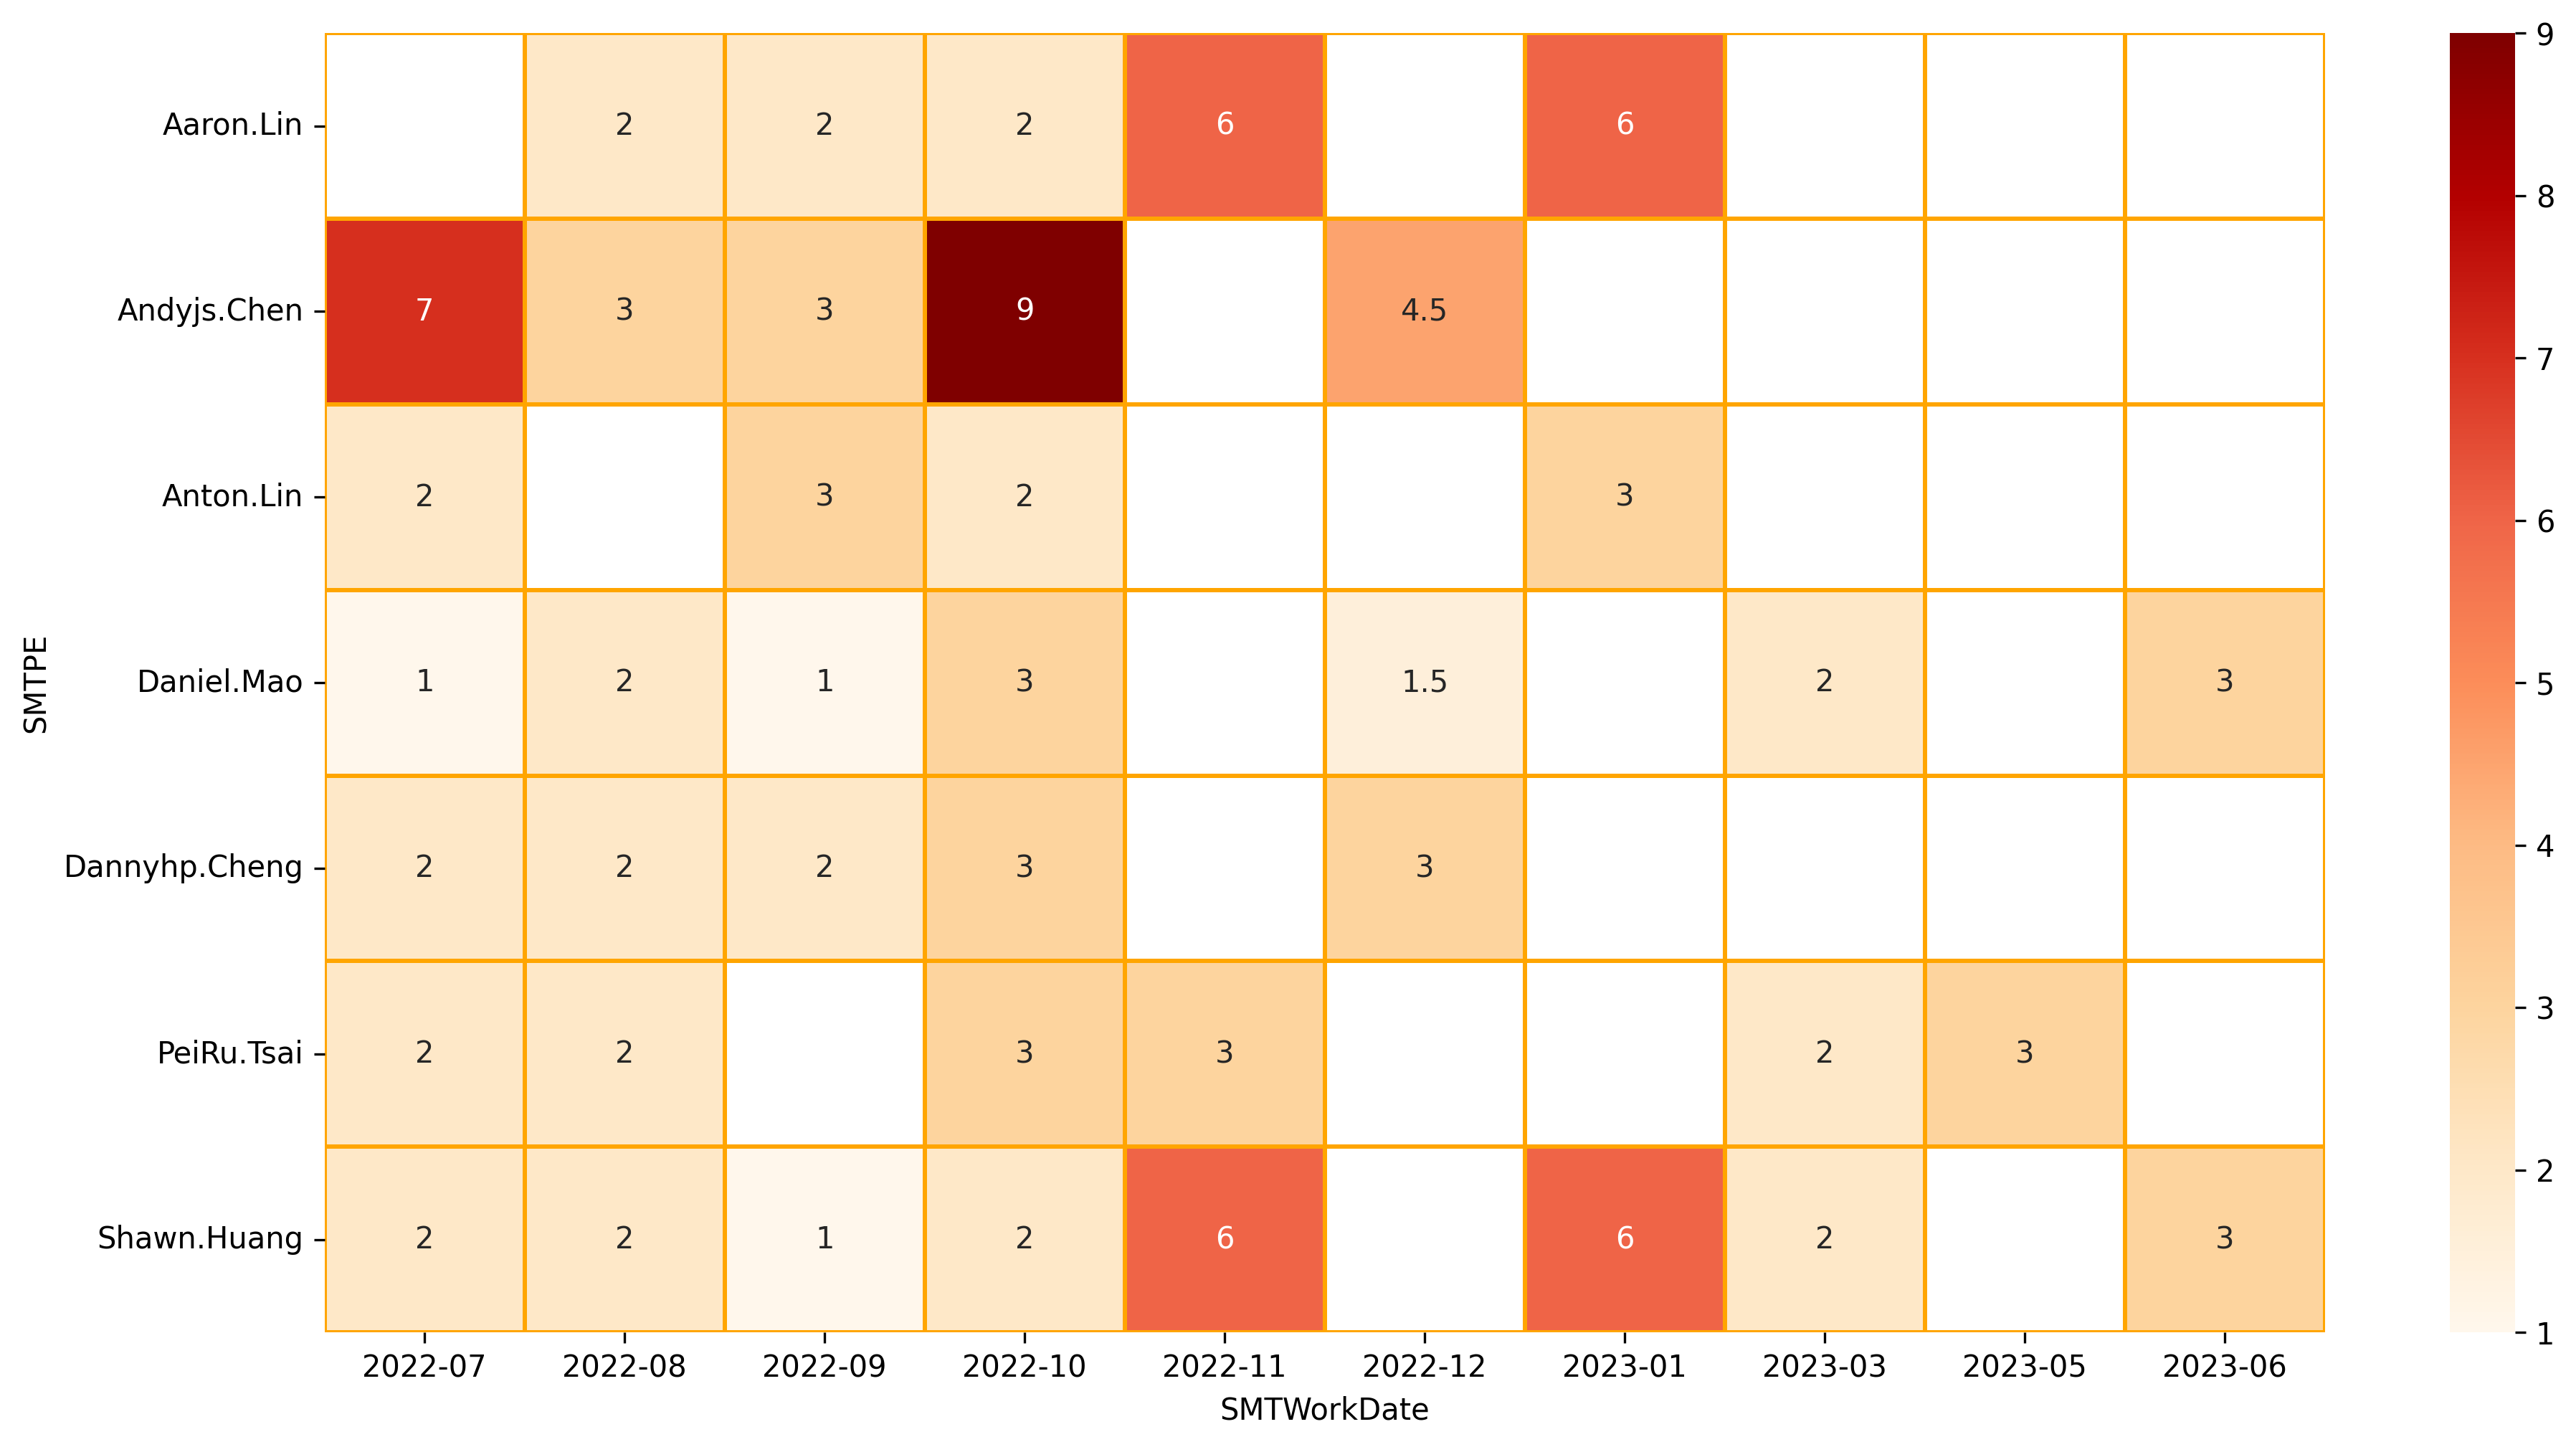 9
Aaron.Lin 2 2 2 6 6
8
Andyjs.Chen 7 3 3 9 4.5
7
6
Anton.Lin 2 3 2 3
SMTPE
Daniel.Mao 1 2 1 3 1.5 2 3
5
4
Dannyhp.Cheng 2 2 2 3 3
3
PeiRu.Tsai 2 2 3 3 2 3
2
Shawn.Huang 2 2 1 2 6 6 2 3
1
2022-07 2022-08 2022-09 2022-10 2022-11 2022-12 2023-01 2023-03 2023-05 2023-06
SMTWorkDate